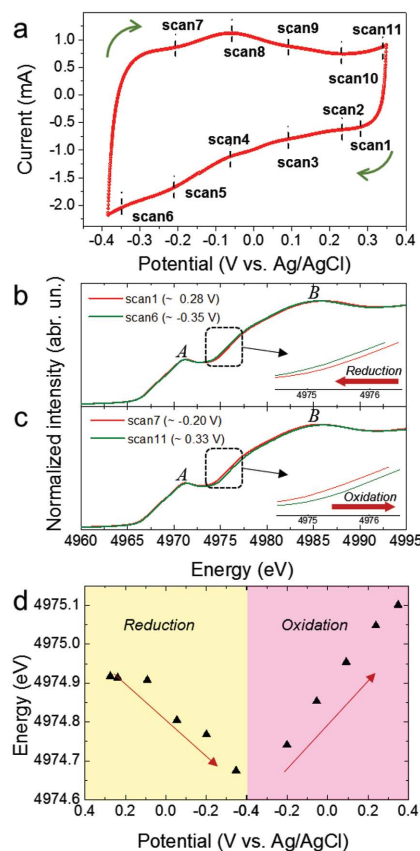 a
scan7
scan9
scan11
scan8
scan10
scan2
scan4
scan1
scan3
scan5
scan6
1.0
0.5
0.0
-0.5
-1.0
-1.5
-2.0
Current (mA)
-0.4 -0.3 -0.2 -0.1 0.0 0.1 0.2 0.3 0.4
Potential (V vs. Ag/AgCl)
b
scan1 (~ 0.28 V)
scan6 (~ -0.35 V)
A
B
Reduction
4975 4976
c
scan7 (~ -0.20 V)
scan11 (~ 0.33 V)
A
B
Oxidation
4975 4976
Normalized intensity (abr. un.)
4960 4965 4970 4975 4980 4985 4990 4995
Energy (eV)
d
Reduction Oxidation
4975.1
4975.0
4974.9
4974.8
4974.7
4974.6
Energy (eV)
0.4 0.2 0.0 -0.2 -0.4 -0.2 0.0 0.2 0.4
Potential (V vs. Ag/AgCl)